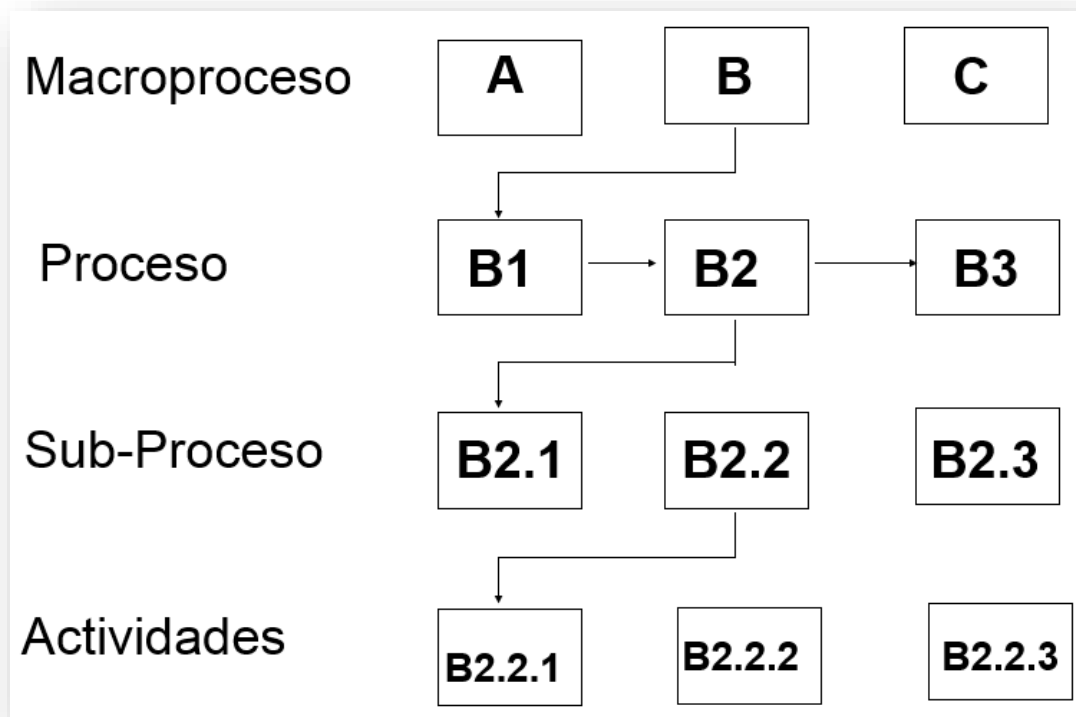 Macroproceso A B C
Proceso B1 B2 B3
Sub-Proceso B2.1 B2.2 B2.3
Actividades B2.2.1 B2.2.2 B2.2.3